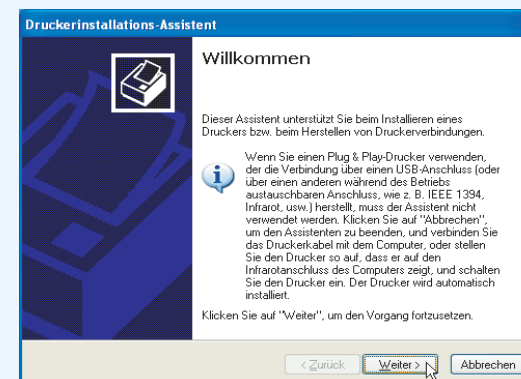 Druckerinstallations-Assistent
Willkommen
Dieser Assistent unterstützt Sie beim Installieren eines
Druckers bzw. beim Herstellen von Druckerverbindungen.
Wenn Sie einen Plug & Play-Drucker verwenden,
der die Verbindung über einen USB-Anschluss (oder
über einen anderen während des Betriebs
austauschbaren Anschluss, wie z. B. IEEE 1394,
Infrarot, usw.) herstellt, muss der Assistent nicht
verwendet werden. Klicken Sie auf "Abbrechen",
um den Assistenten zu beenden, und verbinden Sie
das Druckerkabel mit dem Computer, oder stellen
Sie den Drucker so auf, dass er auf den
Infrarotanschluss des Computers zeigt, und schalten
Sie den Drucker ein. Der Drucker wird automatisch
installiert.
Klicken Sie auf "Weiter", um den Vorgang fortzusetzen.
< Zurück Weiter > Abbrechen